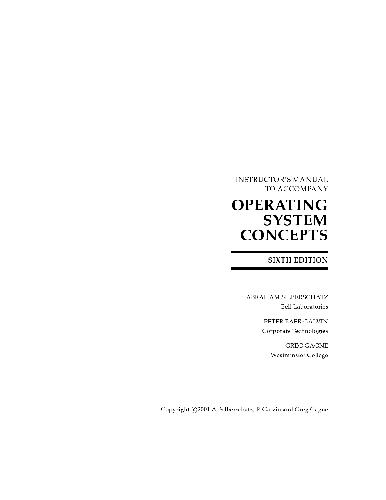 INSTRUCTOR'S MANUAL
TO ACCOMPANY
OPERATING
SYSTEM
CONCEPTS
SIXTH EDITION
ABRAHAM SILBERSCHATZ
Bell Laboratories
PETER BAER GALVIN
Corporate Technologies
GREG GAGNE
Westminster College
Copyright ©2001 A. Silberschatz, P. Galvin and Greg Gagne